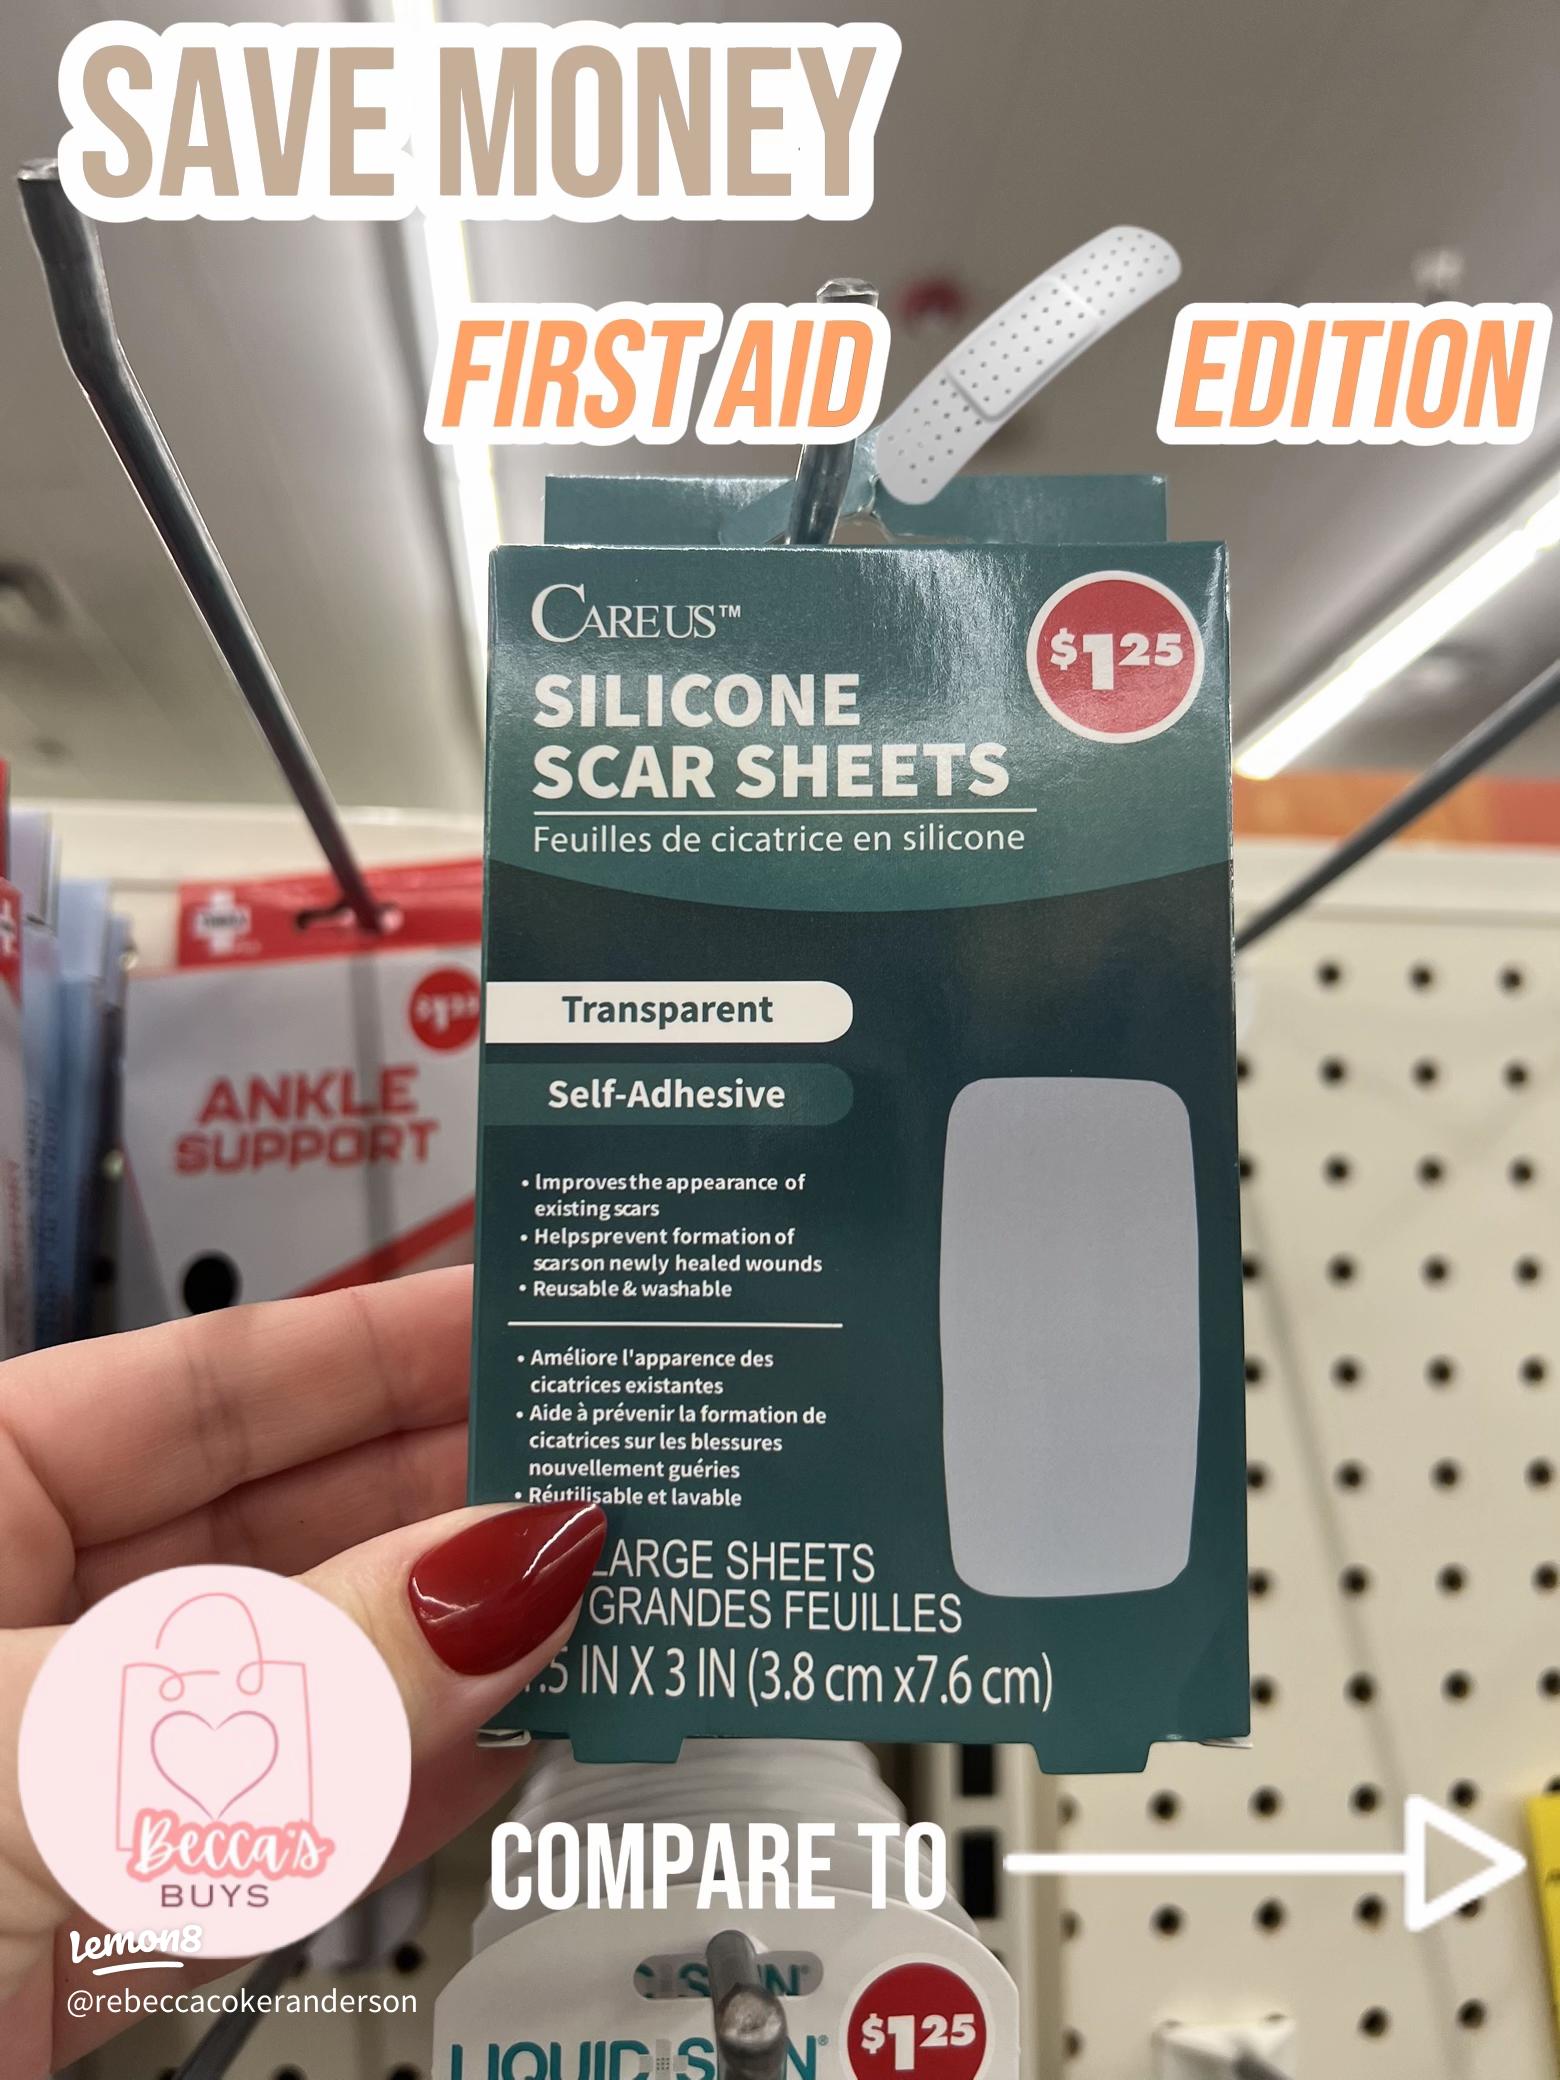 SAVE MONEY
FIRST AID EDITION
CAREUS™
$1.25
SILICONE
SCAR SHEETS
Feuilles de cicatrice en silicone
Transparent
Self-Adhesive
• Improves the appearance of
existing scars
• Helps prevent formation of
scars on newly healed wounds
• Reusable & washable
• Améliore l'apparence des
cicatrices existantes
• Aide à prévenir la formation de
cicatrices sur les blessures
nouvellement guéries
• Réutilisable et lavable
LARGE SHEETS
GRANDES FEUILLES
.5 IN X 3 IN (3.8 cm x7.6 cm)
ANKLE
SUPPORT
Becca's
BUYS
COMPARE TO
Lemon8
@rebeccacokeranderson
$1.25
LIQUID